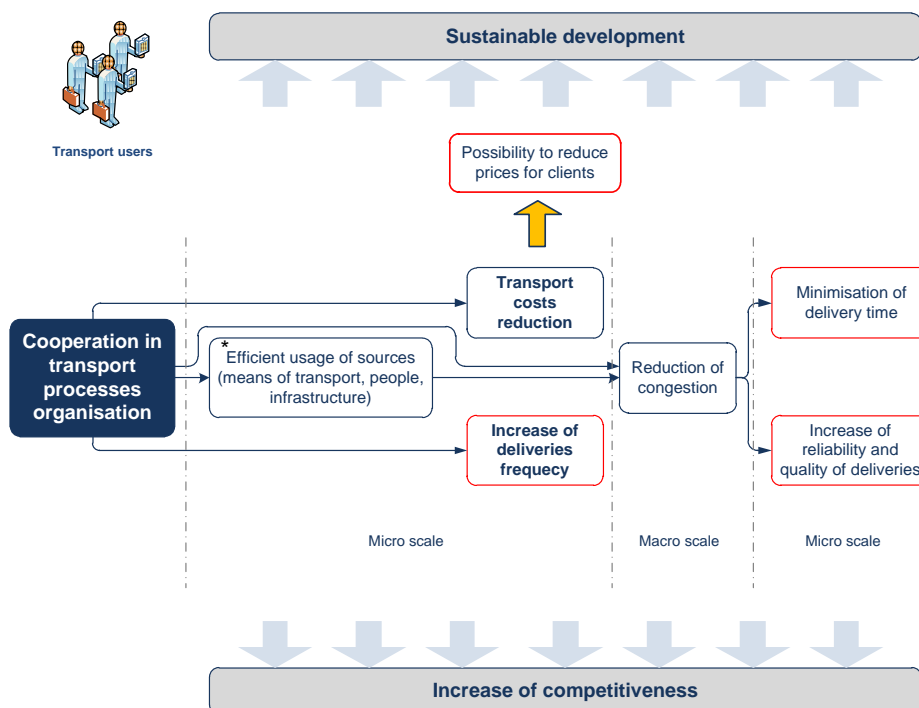 Sustainable development
Transport users
Possibility to reduce
prices for clients
Transport
costs
reduction
Minimisation of
delivery time
Cooperation in
transport
processes
organisation
*
Efficient usage of sources
(means of transport, people,
infrastructure)
Reduction of
congestion
Increase of
deliveries
frequecy
Increase of
reliability and
quality of deliveries
Micro scale
Macro scale
Micro scale
Increase of competitiveness